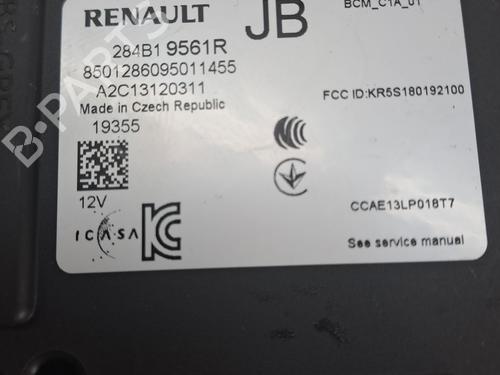 RENAULT
JB
BCM_C1A_01
284B1 9561R
8501286095011455
A2C13120311
FCC ID:KR5S180192100
Made in Czech Republic
19355
12V
CCAE13LP018T7
ICASA
See service manual
B-PARTS